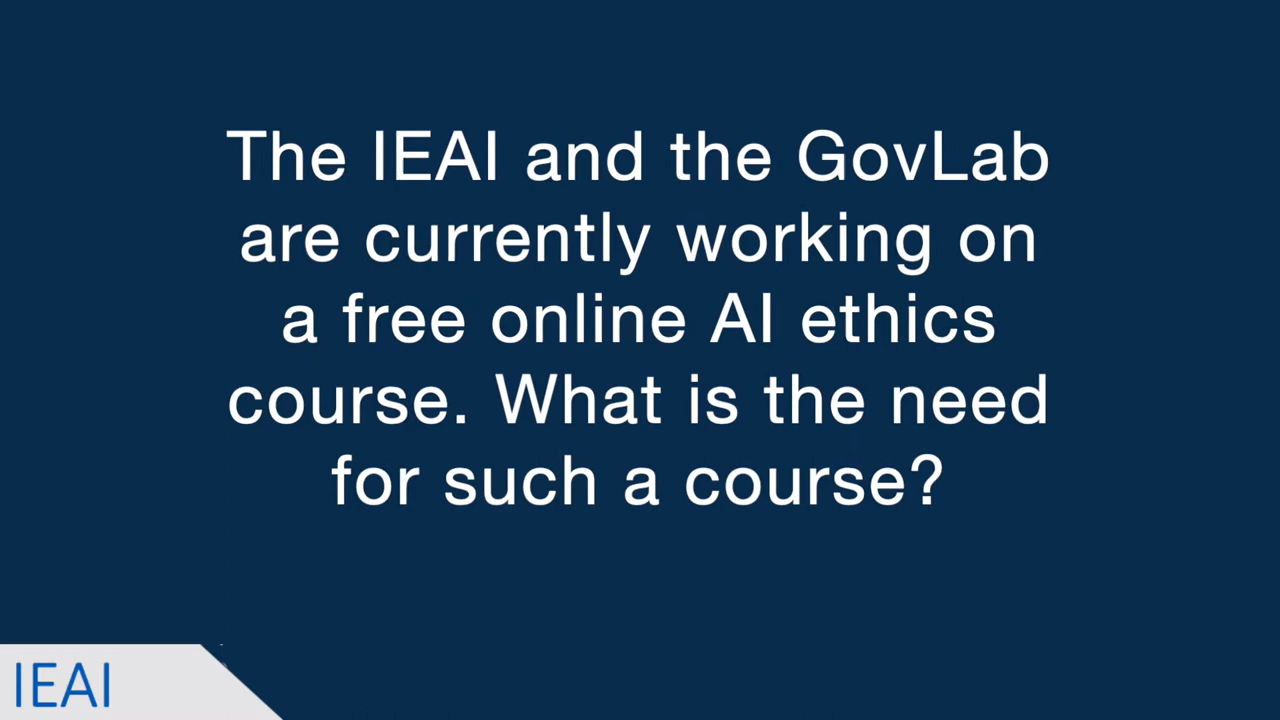 The IEAI and the GovLab
are currently working on
a free online AI ethics
course. What is the need
for such a course?
IEAI